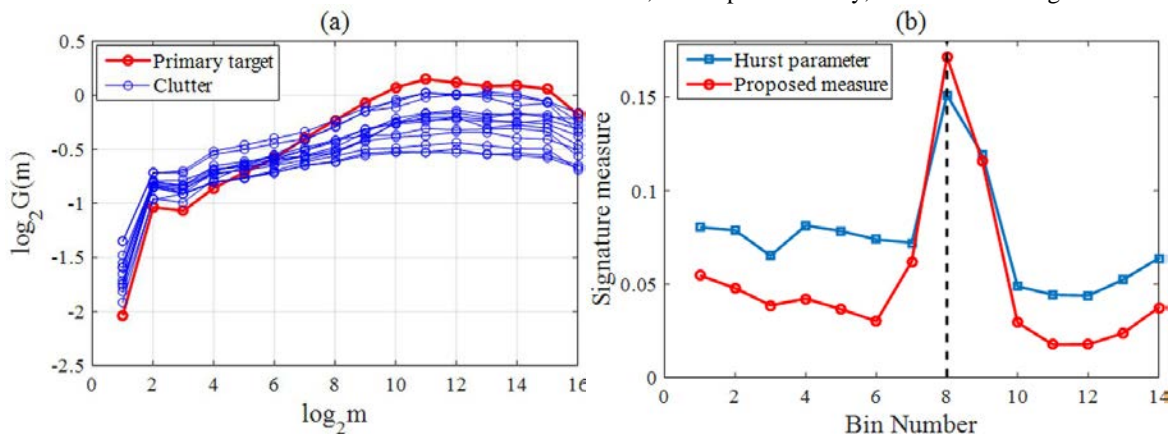 (a)
0.5
0
-0.5
-1
-1.5
-2
-2.5
0 2 4 6 8 10 12 14 16
log₂G(m)
log₂m
Primary target
Clutter
(b)
0.15
0.1
0.05
0
0 2 4 6 8 10 12 14
Signature measure
Bin Number
Hurst parameter
Proposed measure